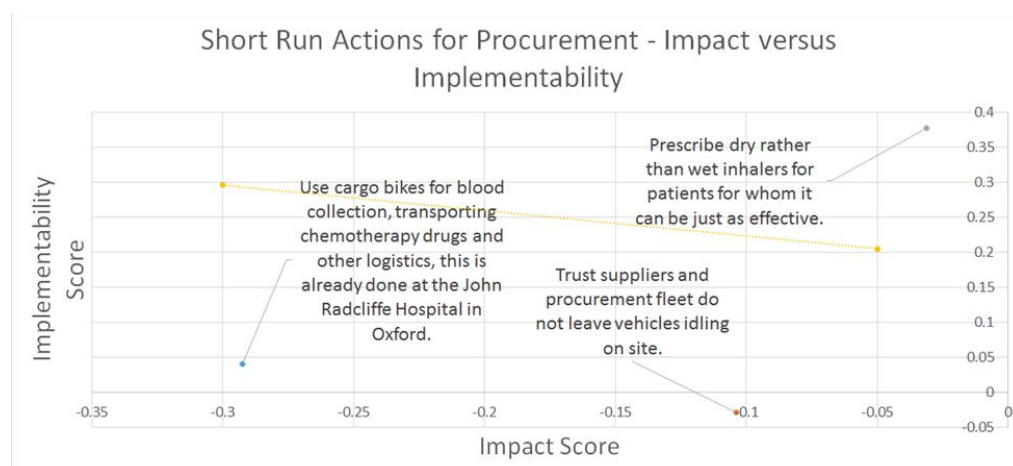 Short Run Actions for Procurement - Impact versus
Implementability
0.4
0.35
0.3
0.25
0.2
0.15
0.1
0.05
0
-0.05
Implementability
Score
Prescribe dry rather
than wet inhalers for
patients for whom it
can be just as effective.
Use cargo bikes for blood
collection, transporting
chemotherapy drugs and
other logistics, this is
already done at the John
Radcliffe Hospital in
Oxford.
Trust suppliers and
procurement fleet do
not leave vehicles idling
on site.
-0.35
-0.3
-0.25
-0.2
-0.15
-0.1
-0.05
0
Impact Score